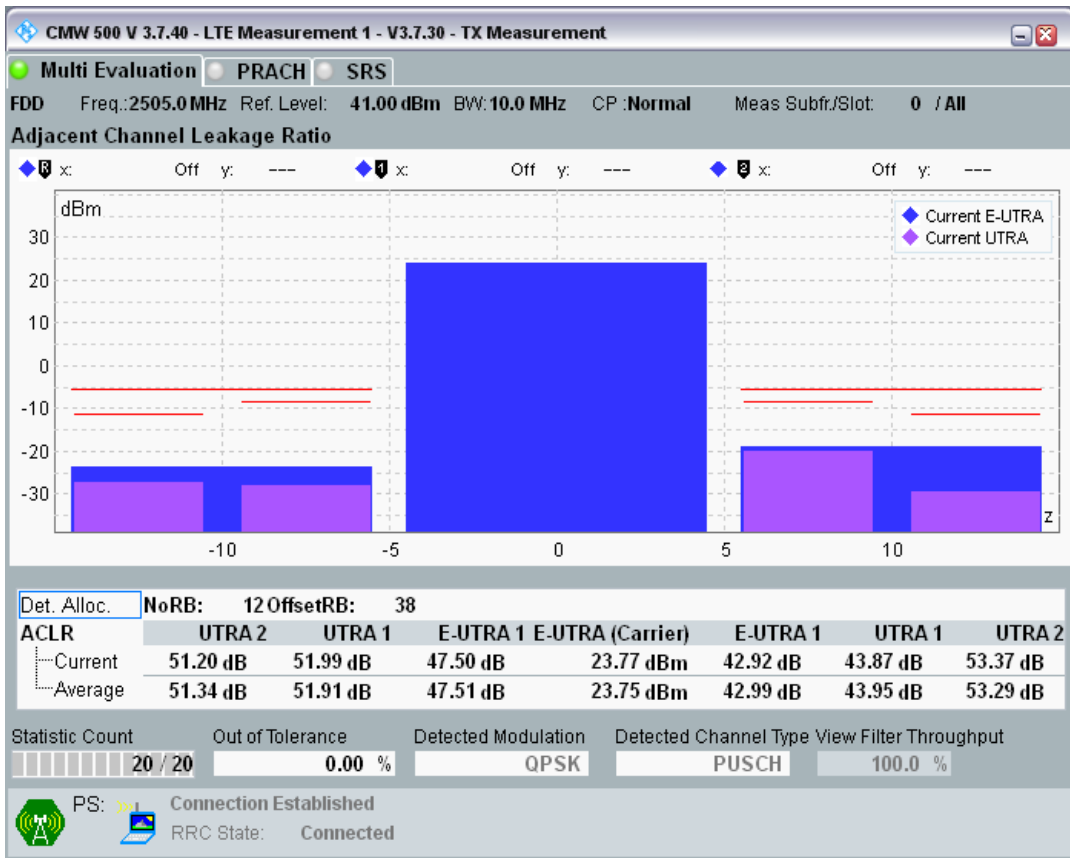 CMW 500 V 3.7.40 - LTE Measurement 1 - V3.7.30 - TX Measurement
Multi Evaluation PRACH SRS
FDD Freq.:2505.0 MHz Ref. Level: 41.00 dBm BW: 10.0 MHz CP :Normal Meas Subfr./Slot: 0 / All
Adjacent Channel Leakage Ratio
R x: Off y: --- 1 x: Off y: --- 2 x: Off y: ---
dBm
Current E-UTRA
Current UTRA
30
20
10
0
-10
-20
-30
z
-10 -5 0 5 10
Det. Alloc. NoRB: 12 OffsetRB: 38
ACLR UTRA 2 UTRA 1 E-UTRA 1 E-UTRA (Carrier) E-UTRA 1 UTRA 1 UTRA 2
Current 51.20 dB 51.99 dB 47.50 dB 23.77 dBm 42.92 dB 43.87 dB 53.37 dB
Average 51.34 dB 51.91 dB 47.51 dB 23.75 dBm 42.99 dB 43.95 dB 53.29 dB
Statistic Count Out of Tolerance Detected Modulation Detected Channel Type View Filter Throughput
20 / 20 0.00 % QPSK PUSCH 100.0 %
PS: Connection Established
RRC State: Connected